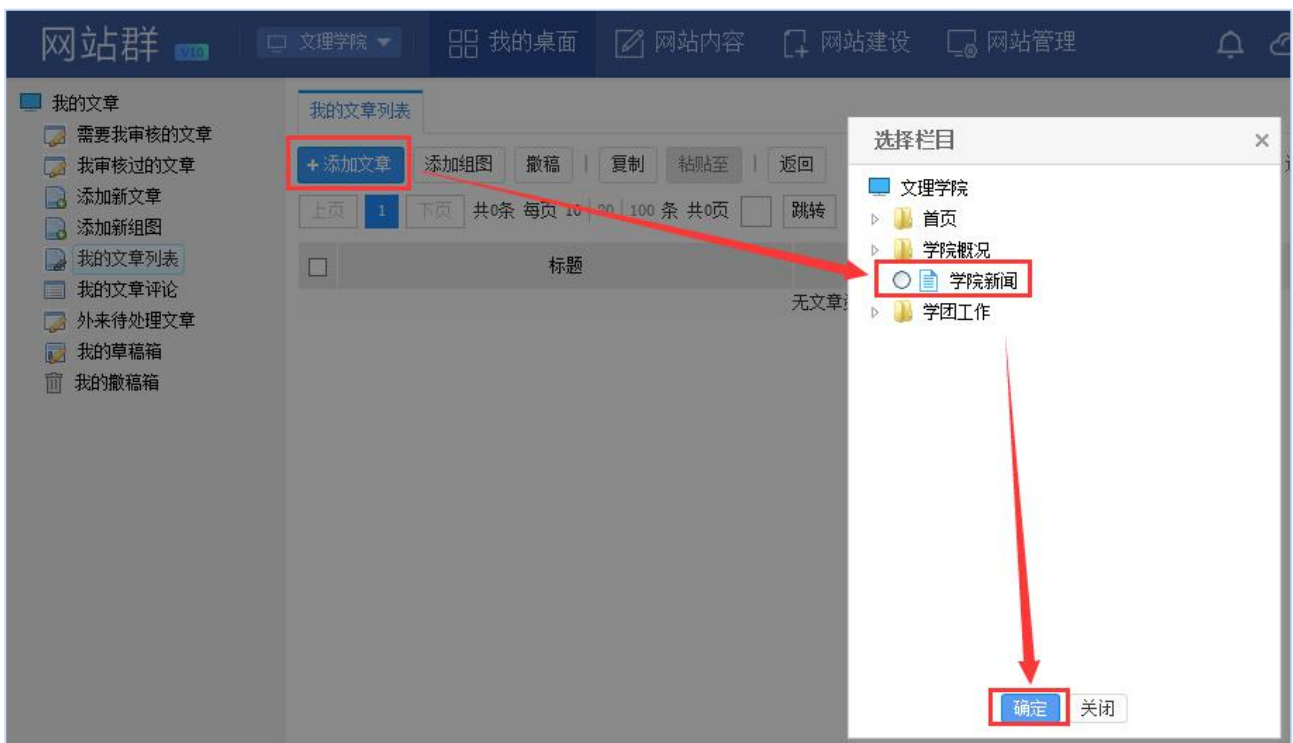 网站群 V10 文理学院 我的桌面 网站内容 网站建设 网站管理
我的文章
需要我审核的文章
我审核过的文章
添加新文章
添加新组图
我的文章列表
我的文章评论
外来待处理文章
我的草稿箱
我的撤稿箱
我的文章列表
+添加文章 添加组图 撤稿 | 复制 粘贴至 | 返回
上页 1 下页 共0条 每页 10 20 100 条 共0页 跳转
标题
无文章
选择栏目 ×
文理学院
首页
学院概况
学院新闻
学团工作
确定 关闭